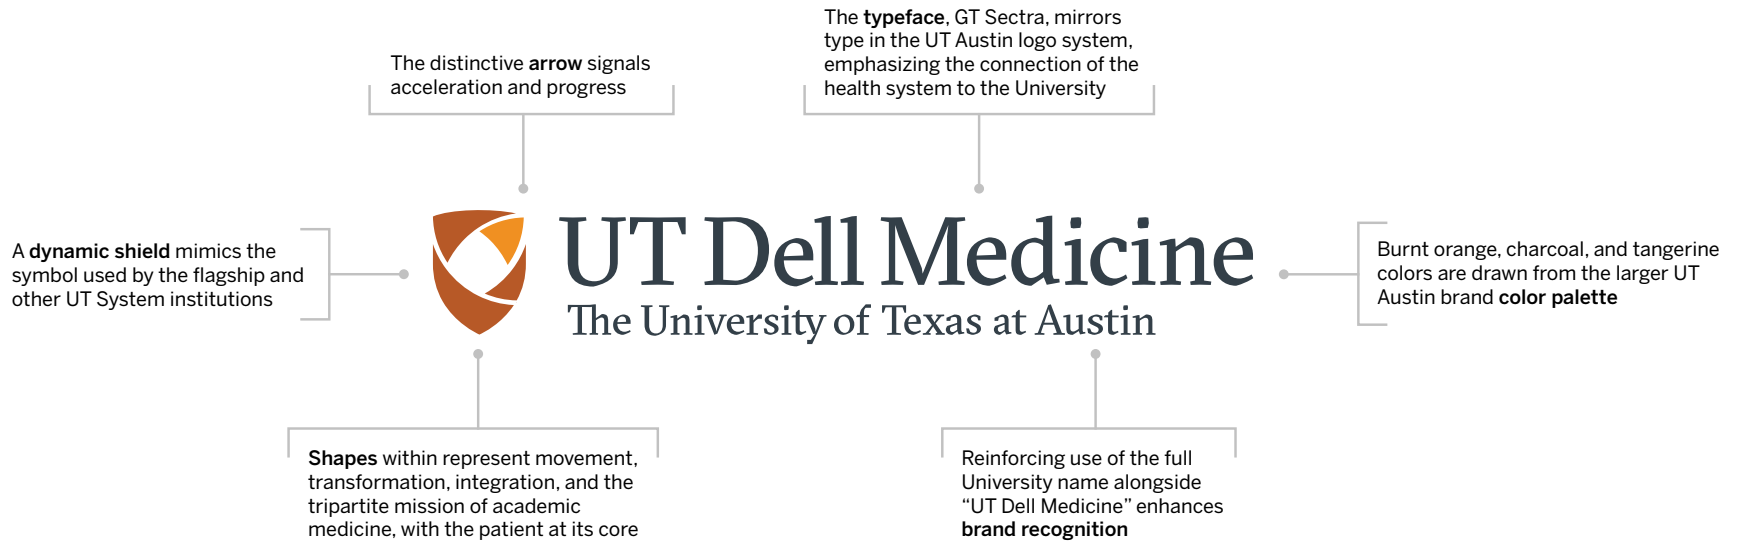 The distinctive arrow signals
acceleration and progress
The typeface, GT Sectra, mirrors
type in the UT Austin logo system,
emphasizing the connection of the
health system to the University
A dynamic shield mimics the
symbol used by the flagship and
other UT System institutions
UT Dell Medicine
The University of Texas at Austin
Burnt orange, charcoal, and tangerine
colors are drawn from the larger UT
Austin brand color palette
Shapes within represent movement,
transformation, integration, and the
tripartite mission of academic
medicine, with the patient at its core
Reinforcing use of the full
University name alongside
“UT Dell Medicine” enhances
brand recognition